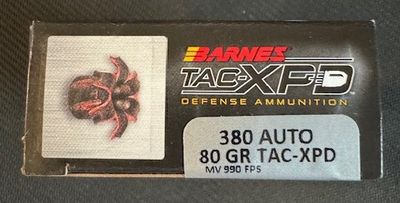 BARNES
TAC-XPD
DEFENSE AMMUNITION
380 AUTO
80 GR TAC-XPD
MV 990 FPS